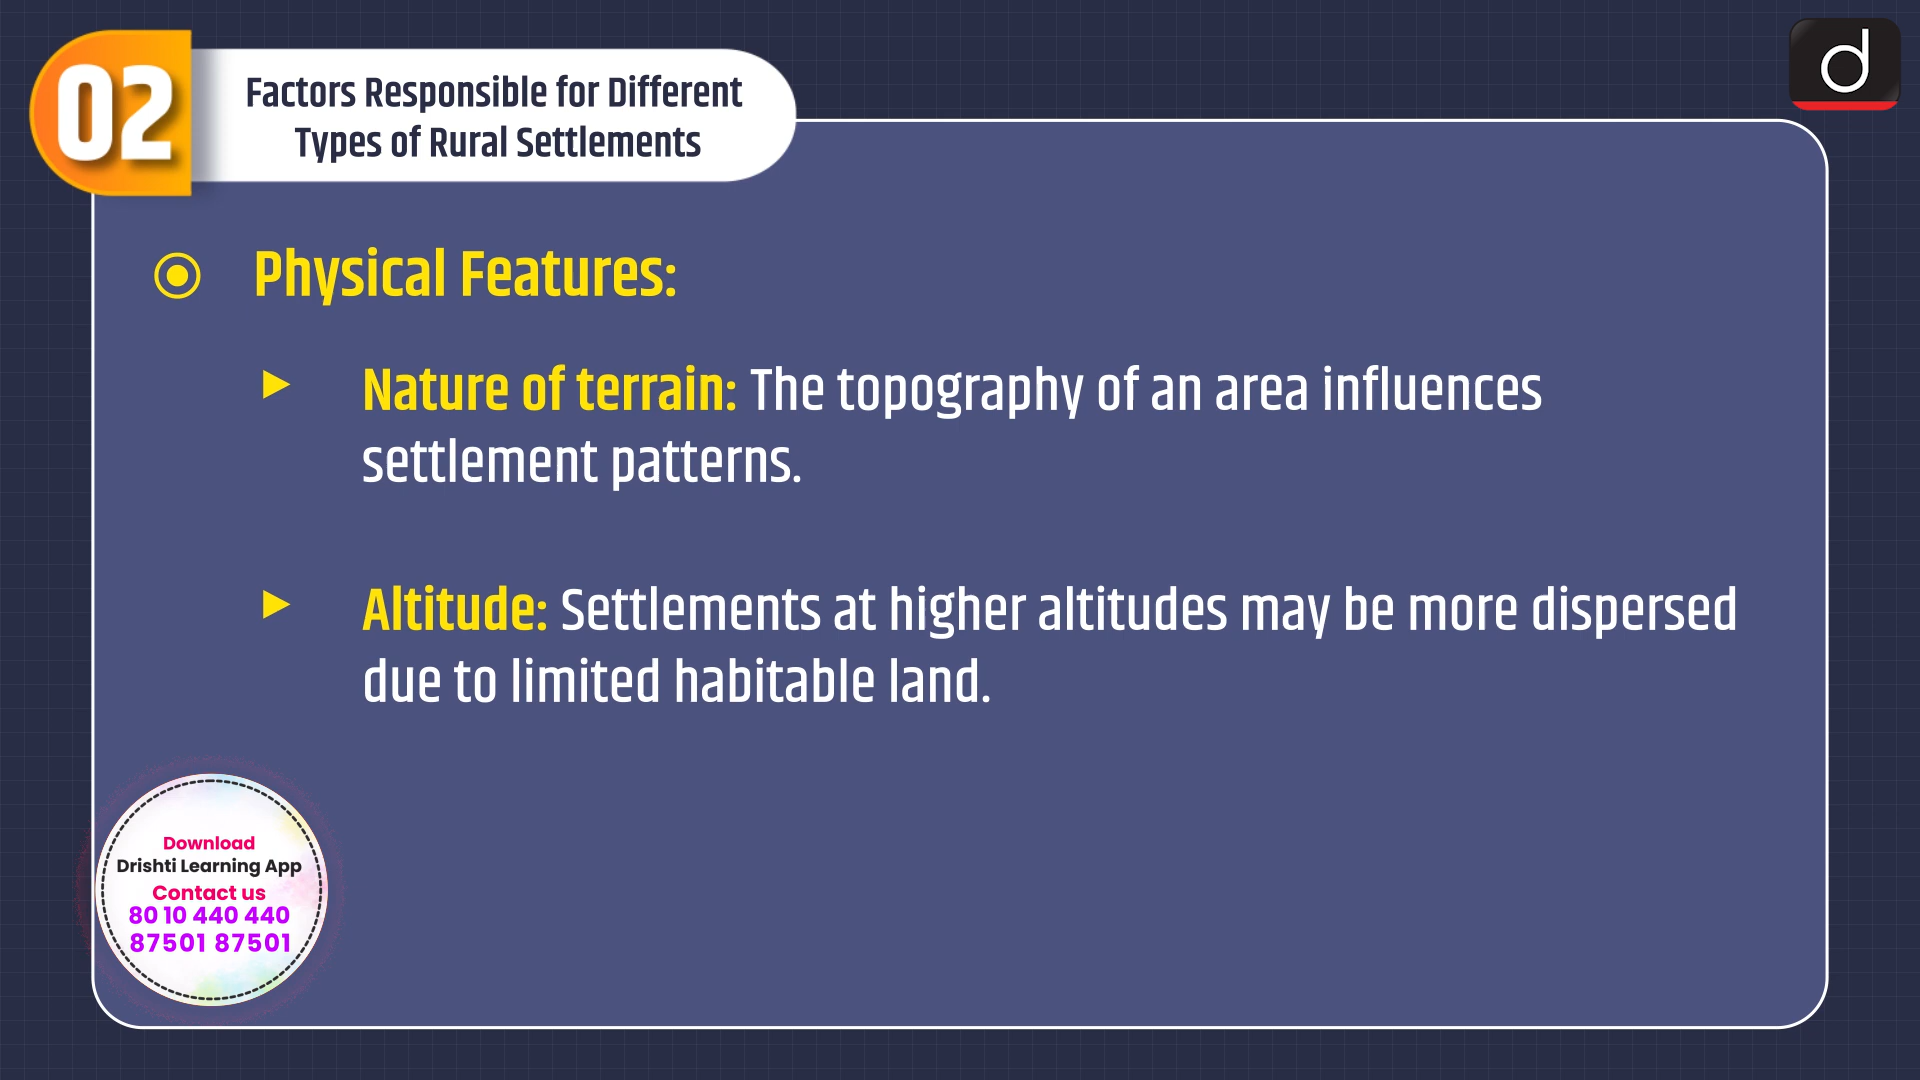 02
Factors Responsible for Different
Types of Rural Settlements
d
Physical Features:
Nature of terrain: The topography of an area influences
settlement patterns.
Altitude: Settlements at higher altitudes may be more dispersed
due to limited habitable land.
Download
Drishti Learning App
Contact us
80 10 440 440
87501 87501